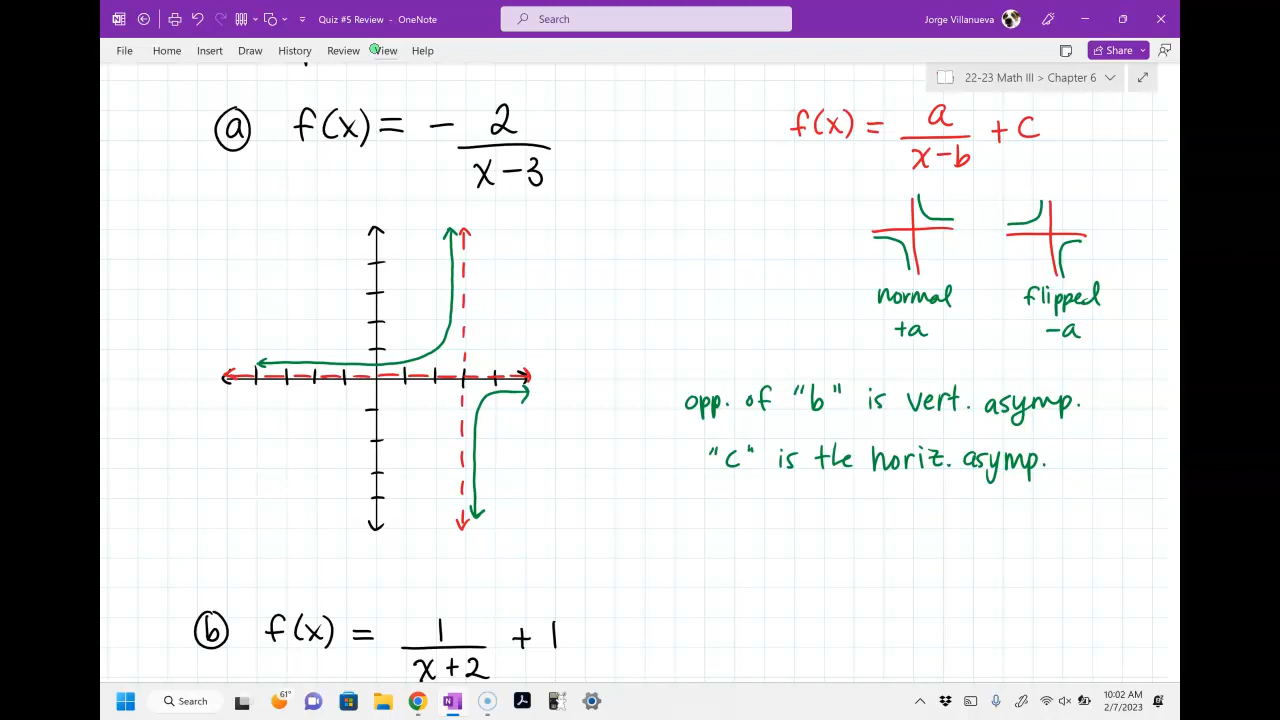 Quiz #5 Review - OneNote
Search
Jorge Villanueva
File Home Insert Draw History Review View Help
Share
22-23 Math III > Chapter 6
a f(x) = - 2
x - 3
f(x) = a + c
x - b
normal flipped
+a -a
opp. of "b" is vert. asymp.
"c" is the horiz. asymp.
b f(x) = 1 + 1
x + 2
Search
61°
10:02 AM
2/7/2023